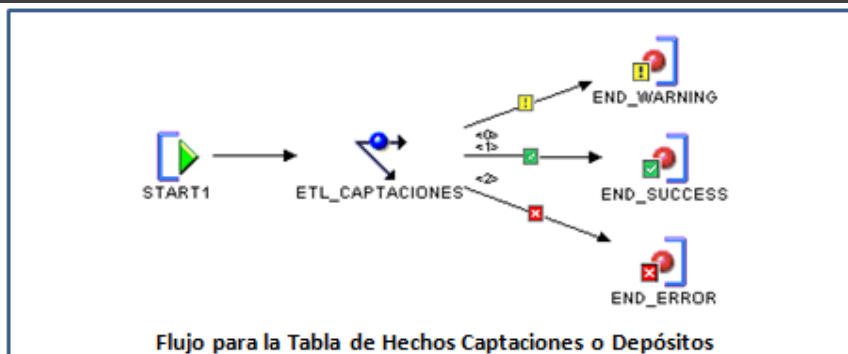 END_WARNING
<0>
<1>
START1
ETL_CAPTACIONES
END_SUCCESS
<2>
END_ERROR
Flujo para la Tabla de Hechos Captaciones o Depósitos